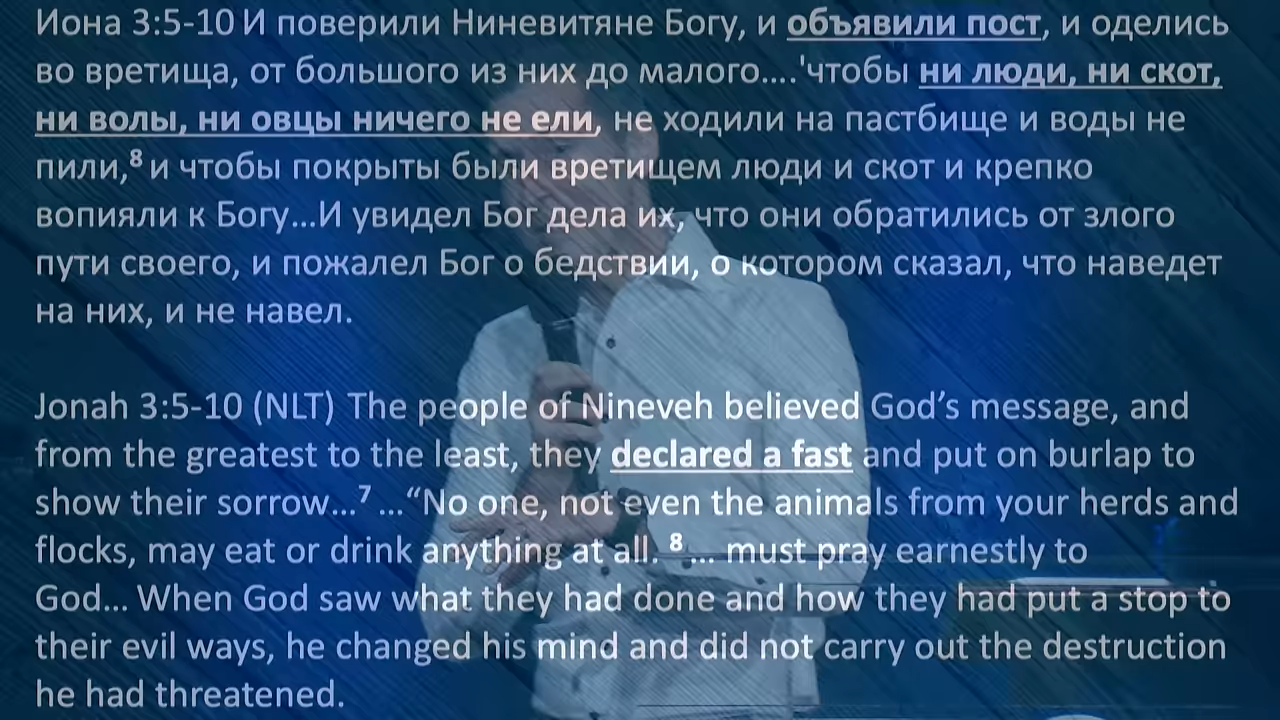 Иона 3:5-10 И поверили Ниневитяне Богу, и объявили пост, и оделись
во вретища, от большого из них до малого....'чтобы ни люди, ни скот,
ни волы, ни овцы ничего не ели, не ходили на пастбище и воды не
пили,⁸ и чтобы покрыты были вретищем люди и скот и крепко
вопияли к Богу...И увидел Бог дела их, что они обратились от злого
пути своего, и пожалел Бог о бедствии, о котором сказал, что наведет
на них, и не навел.
Jonah 3:5-10 (NLT) The people of Nineveh believed God’s message, and
from the greatest to the least, they declared a fast and put on burlap to
show their sorrow...⁷ ...“No one, not even the animals from your herds and
flocks, may eat or drink anything at all. ⁸ ... must pray earnestly to
God... When God saw what they had done and how they had put a stop to
their evil ways, he changed his mind and did not carry out the destruction
he had threatened.